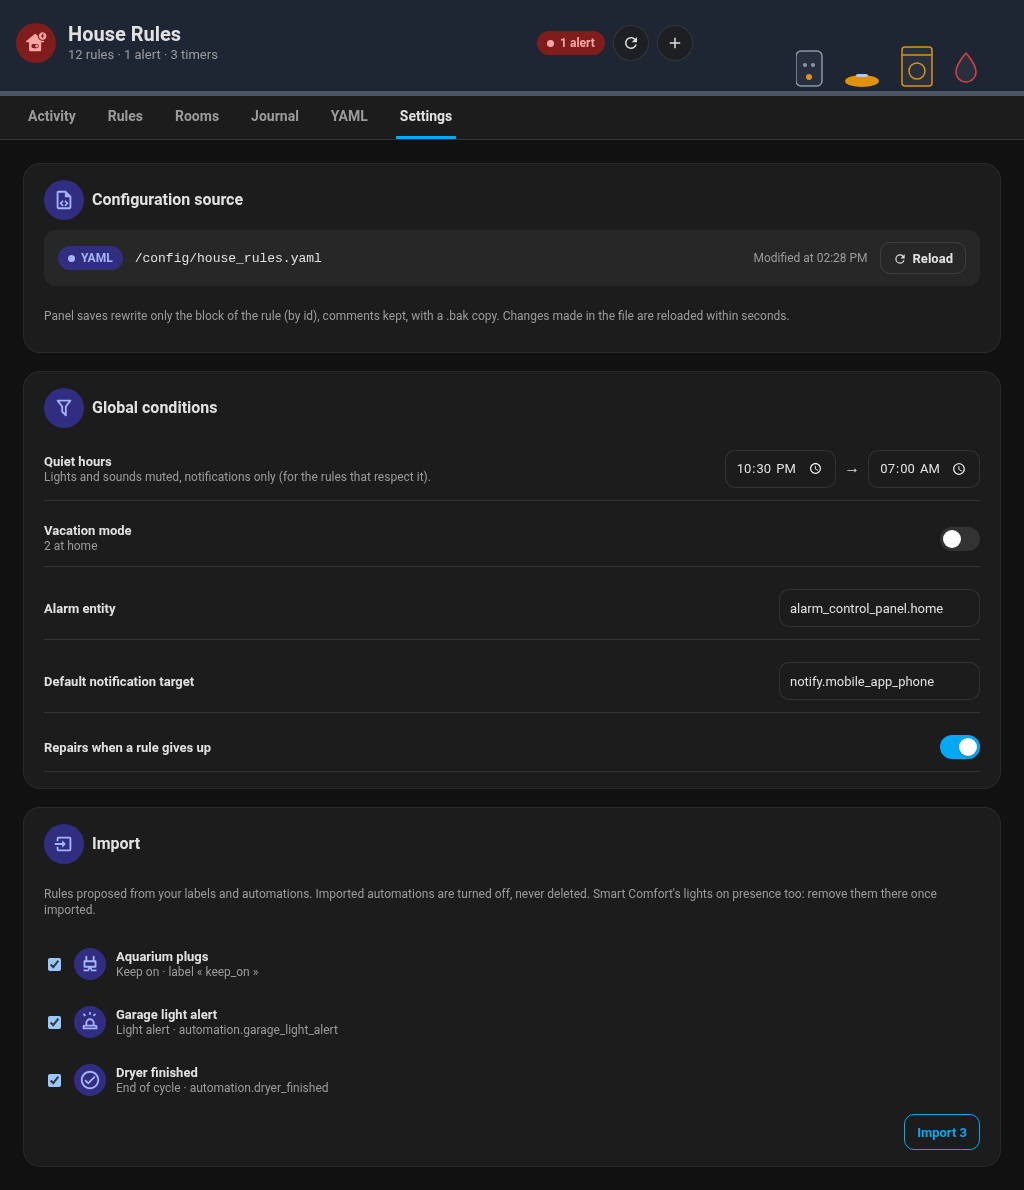 House Rules
12 rules · 1 alert · 3 timers
1 alert
Activity
Rules
Rooms
Journal
YAML
Settings
Configuration source
YAML
/config/house_rules.yaml
Modified at 02:28 PM
Reload
Panel saves rewrite only the block of the rule (by id), comments kept, with a .bak copy. Changes made in the file are reloaded within seconds.
Global conditions
Quiet hours
Lights and sounds muted, notifications only (for the rules that respect it).
10:30 PM → 07:00 AM
Vacation mode
2 at home
Alarm entity
alarm_control_panel.home
Default notification target
notify.mobile_app_phone
Repairs when a rule gives up
Import
Rules proposed from your labels and automations. Imported automations are turned off, never deleted. Smart Comfort's lights on presence too: remove them there once
imported.
Aquarium plugs
Keep on · label « keep_on »
Garage light alert
Light alert · automation.garage_light_alert
Dryer finished
End of cycle · automation.dryer_finished
Import 3